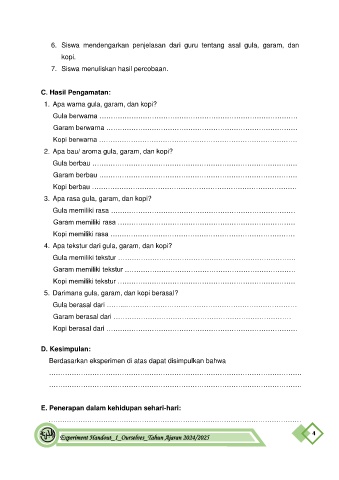 6. Siswa mendengarkan penjelasan dari guru tentang asal gula, garam, dan
kopi.
7. Siswa menuliskan hasil percobaan.
C. Hasil Pengamatan:
1. Apa warna gula, garam, dan kopi?
Gula berwarna ……………………………………………………………………………
Garam berwarna …………………………………………………………………………
Kopi berwarna ……………………………………………………………………………
2. Apa bau/ aroma gula, garam, dan kopi?
Gula berbau ………………………………………………………………………………
Garam berbau ……………………………………………………………………………
Kopi berbau ………………………………………………………………………………
3. Apa rasa gula, garam, dan kopi?
Gula memiliki rasa ………………………………………………………………………
Garam memiliki rasa ……………………………………………………………………
Kopi memiliki rasa ………………………………………………………………………
4. Apa tekstur dari gula, garam, dan kopi?
Gula memiliki tekstur ……………………………………………………………………
Garam memiliki tekstur …………………………………………………………………
Kopi memiliki tekstur ……………………………………………………………………
5. Darimana gula, garam, dan kopi berasal?
Gula berasal dari …………………………………………………………………………
Garam berasal dari ………………………………………………………………………
Kopi berasal dari …………………………………………………………………………
D. Kesimpulan:
Berdasarkan eksperimen di atas dapat disimpulkan bahwa
…………………………………………………………………………………………………
…………………………………………………………………………………………………
E. Penerapan dalam kehidupan sehari-hari:
…………………………………………………………………………………………………
Experiment Handout_1_Ourselves_Tahun Ajaran 2024/2025
4